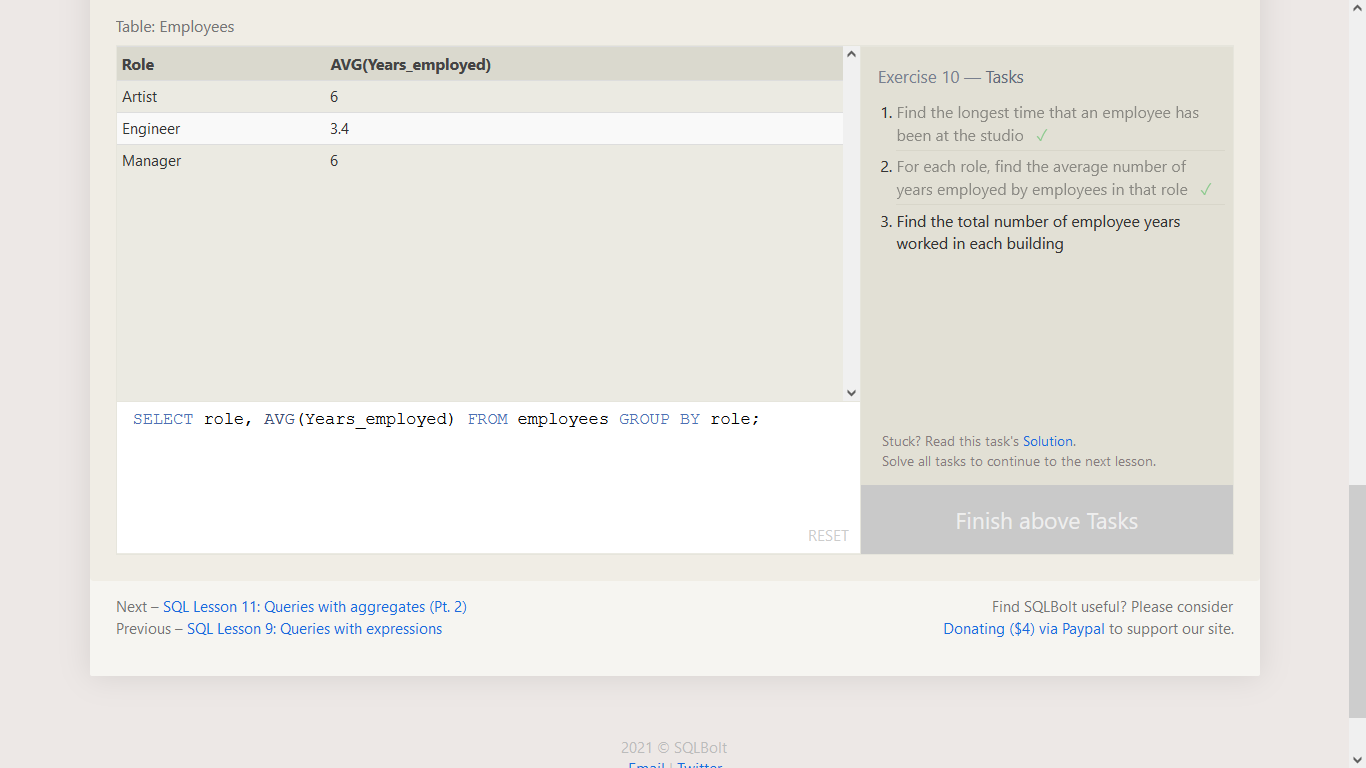 Table: Employees
Role AVG(Years_employed)
Artist 6
Engineer 3.4
Manager 6
SELECT role, AVG(Years_employed) FROM employees GROUP BY role;
RESET
Exercise 10 — Tasks
1. Find the longest time that an employee has
been at the studio ✓
2. For each role, find the average number of
years employed by employees in that role ✓
3. Find the total number of employee years
worked in each building
Stuck? Read this task's Solution.
Solve all tasks to continue to the next lesson.
Finish above Tasks
Next – SQL Lesson 11: Queries with aggregates (Pt. 2)
Previous – SQL Lesson 9: Queries with expressions
Find SQLBolt useful? Please consider
Donating ($4) via Paypal to support our site.
2021 © SQLBolt
Email | Twitter